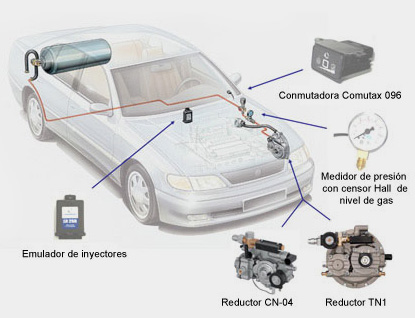 Conmutadora Comutax 096
Medidor de presión
con censor Hall de
nivel de gas
Emulador de inyectores
Reductor CN-04
Reductor TN1